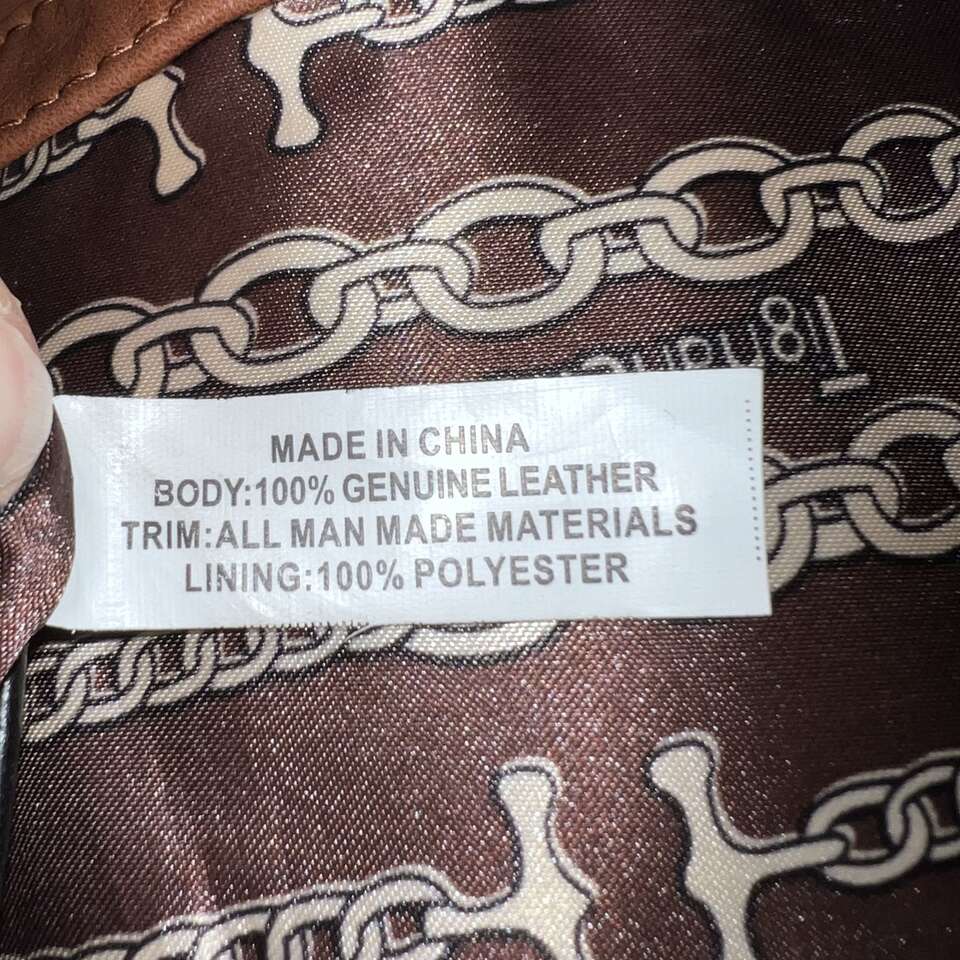 MADE IN CHINA
BODY:100% GENUINE LEATHER
TRIM:ALL MAN MADE MATERIALS
LINING:100% POLYESTER